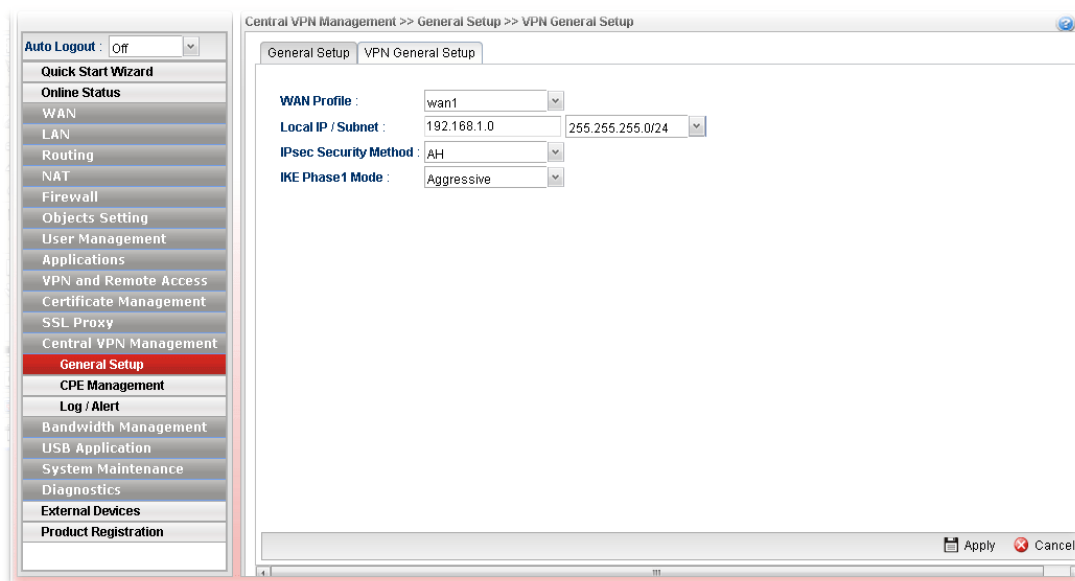 Central VPN Management >> General Setup >> VPN General Setup
Auto Logout : Off
Quick Start Wizard
Online Status
WAN
LAN
Routing
NAT
Firewall
Objects Setting
User Management
Applications
VPN and Remote Access
Certificate Management
SSL Proxy
Central VPN Management
General Setup
CPE Management
Log / Alert
Bandwidth Management
USB Application
System Maintenance
Diagnostics
External Devices
Product Registration
General Setup VPN General Setup
WAN Profile : wan1
Local IP / Subnet : 192.168.1.0 255.255.255.0/24
IPsec Security Method : AH
IKE Phase1 Mode : Aggressive
Apply Cancel